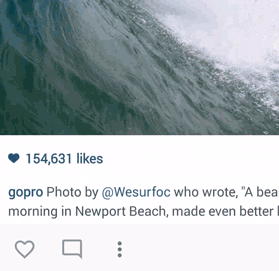 154,631 likes
gopro Photo by @Wesurfoc who wrote, "A bea
morning in Newport Beach, made even better